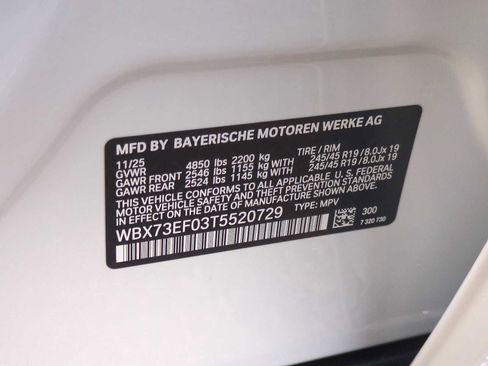 MFD BY BAYERISCHE MOTOREN WERKE AG
11/25 TIRE / RIM
GVWR 4850 lbs 2200 kg
GAWR FRONT 2546 lbs 1155 kg WITH 245/45 R19 / 8.0Jx 19
GAWR REAR 2524 lbs 1145 kg WITH 245/45 R19 / 8.0Jx 19
THIS VEHICLE CONFORMS TO ALL APPLICABLE U.S. FEDERAL
MOTOR VEHICLE SAFETY AND THEFT PREVENTION STANDARDS
IN EFFECT ON THE DATE OF MANUFACTURE SHOWN ABOVE.
WBX73EF03T5520729 TYPE: MPV
300
7 320 730